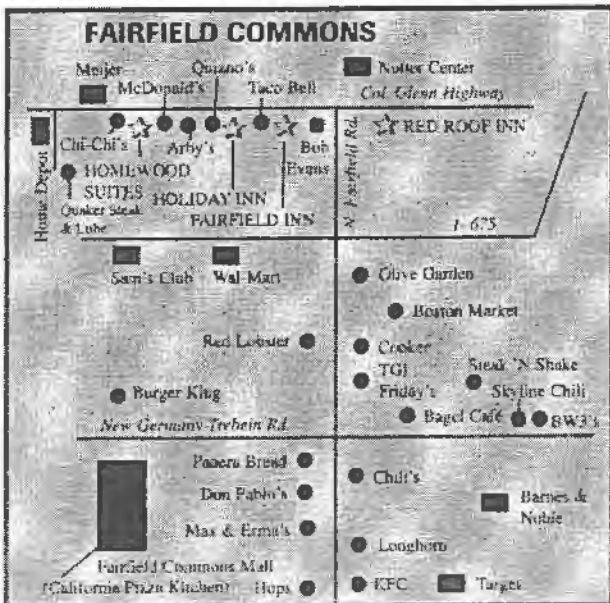 FAIRFIELD COMMONS
Meijer
Quizno's
Nutter Center
McDonald's
Taco Bell
Col. Glenn Highway
Home Depot
Chi-Chi's
Arby's
Bob
Evans
RED ROOF INN
HOMEWOOD
SUITES
HOLIDAY INN
Quaker Steak
& Lube
FAIRFIELD INN
N. Fairfield Rd.
I-675
Sam's Club
Wal-Mart
Olive Garden
Boston Market
Red Lobster
Cooker
TGI
Friday's
Steak 'N Shake
Skyline Chili
Burger King
Bagel Café
BW3's
New Germany-Trebein Rd.
Panera Bread
Chili's
Don Pablo's
Barnes &
Noble
Max & Erma's
Longhorn
Fairfield Commons Mall
(California Pizza Kitchen)
Hops
KFC
Target